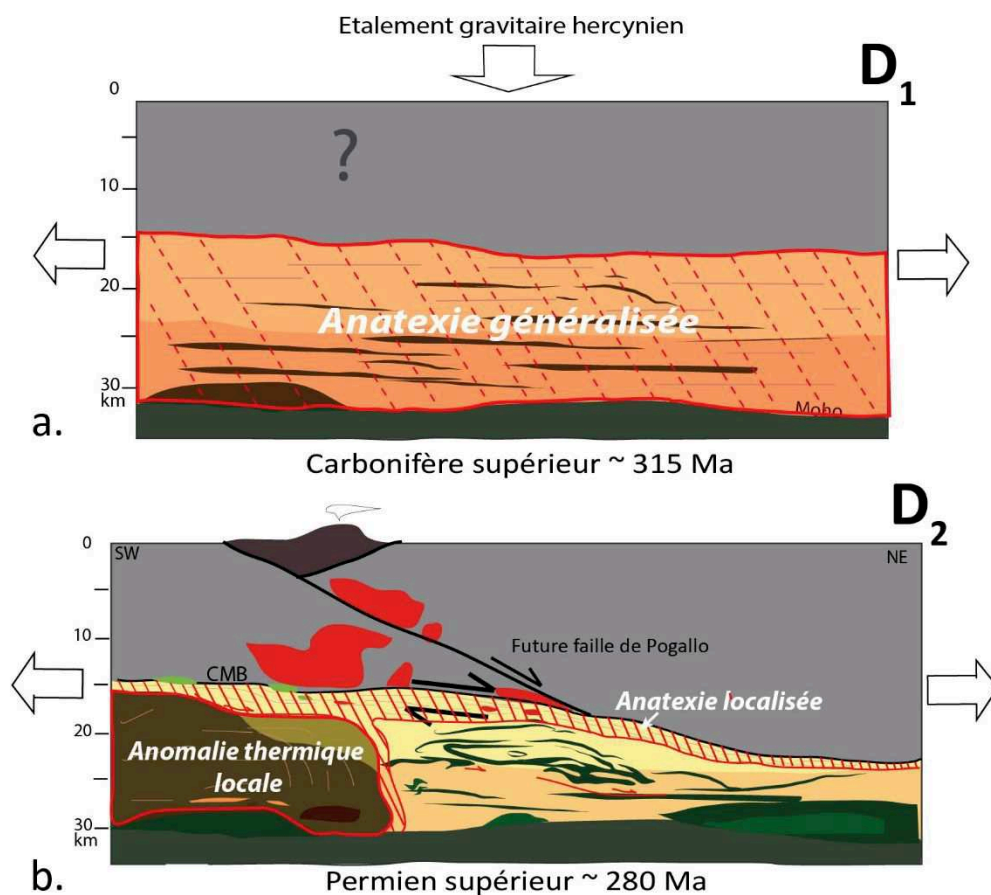 Etalement gravitaire hercynien
D1
0
10
?
20
Anatexie généralisée
30
km
Moho
a.
Carbonifère supérieur ~ 315 Ma
D2
0
SW
NE
10
Future faille de Pogallo
CMB
Anatexie localisée
20
Anomalie thermique
locale
30
km
b.
Permien supérieur ~ 280 Ma